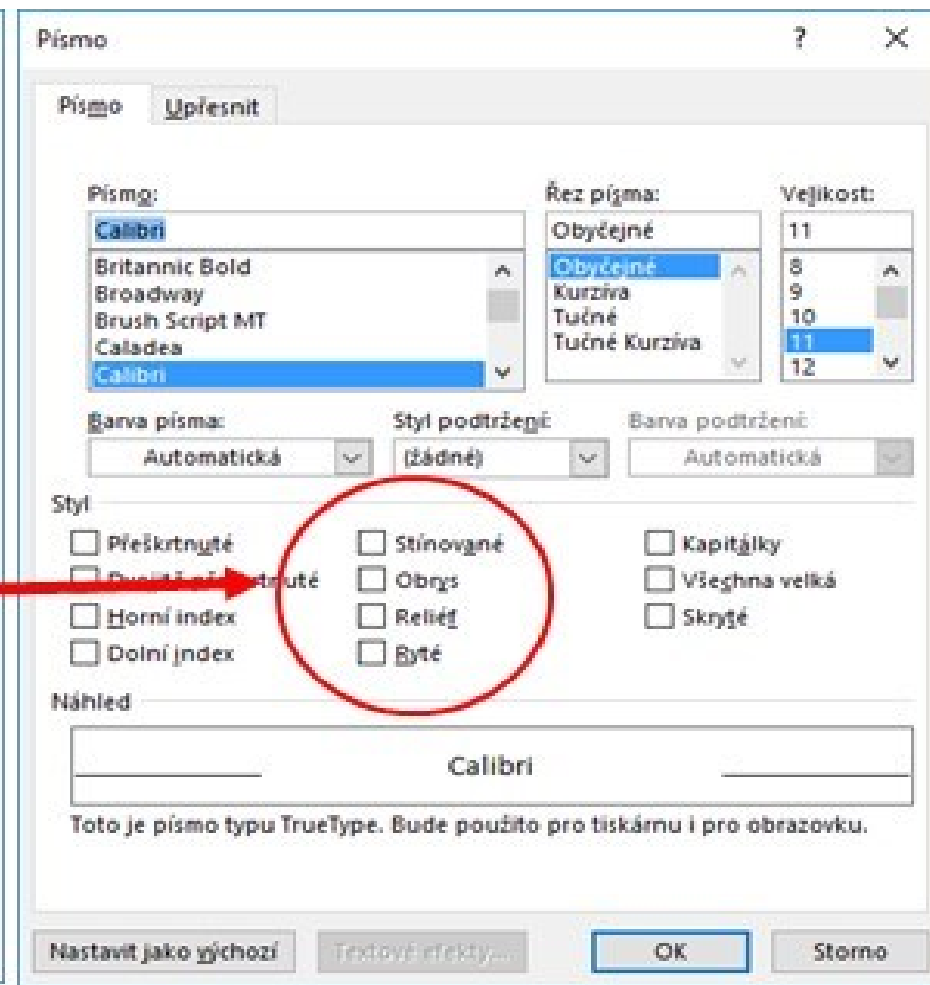 Písmo ?
Písmo Upřesnit
Písmo: Řez písma: Velikost:
Calibri Obyčejné 11
Britannic Bold Obyčejné 8
Broadway Kurzíva 9
Brush Script MT Tučné 10
Caladea Tučné Kurzíva 11
Calibri 12
Barva písma: Styl podtržení: Barva podtržení:
Automatická (žádné) Automatická
Styl
Přeškrtnuté Stínované Kapitálky
Obrys Všechna velká
Horní index Reliéf Skryté
Dolní index Ryté
Náhled
Calibri
Toto je písmo typu TrueType. Bude použito pro tiskárnu i pro obrazovku.
Nastavit jako výchozí Textové efekty... OK Storno